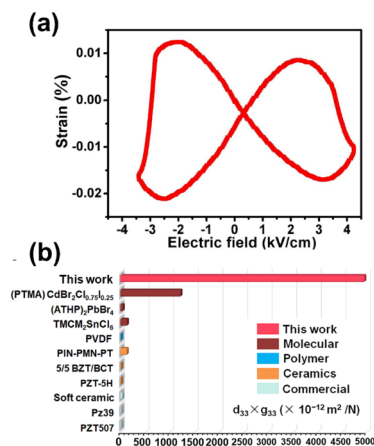 (a)
0.01
0.00
-0.01
-0.02
Strain (%)
-4 -3 -2 -1 0 1 2 3 4
Electric field (kV/cm)
(b)
This work
(PTMA)CdBr₂Cl₀.₇₅I₀.₂₅
(ATHP)₂PbBr₄
TMCM₂SnCl₆
PVDF
PIN-PMN-PT
5/5 BZT/BCT
PZT-5H
Soft ceramic
Pz39
PZT507
This work
Molecular
Polymer
Ceramics
Commercial
d₃₃×g₃₃ (× 10⁻¹² m²/N)
0 500 1000 1500 2000 2500 3000 3500 4000 4500 5000